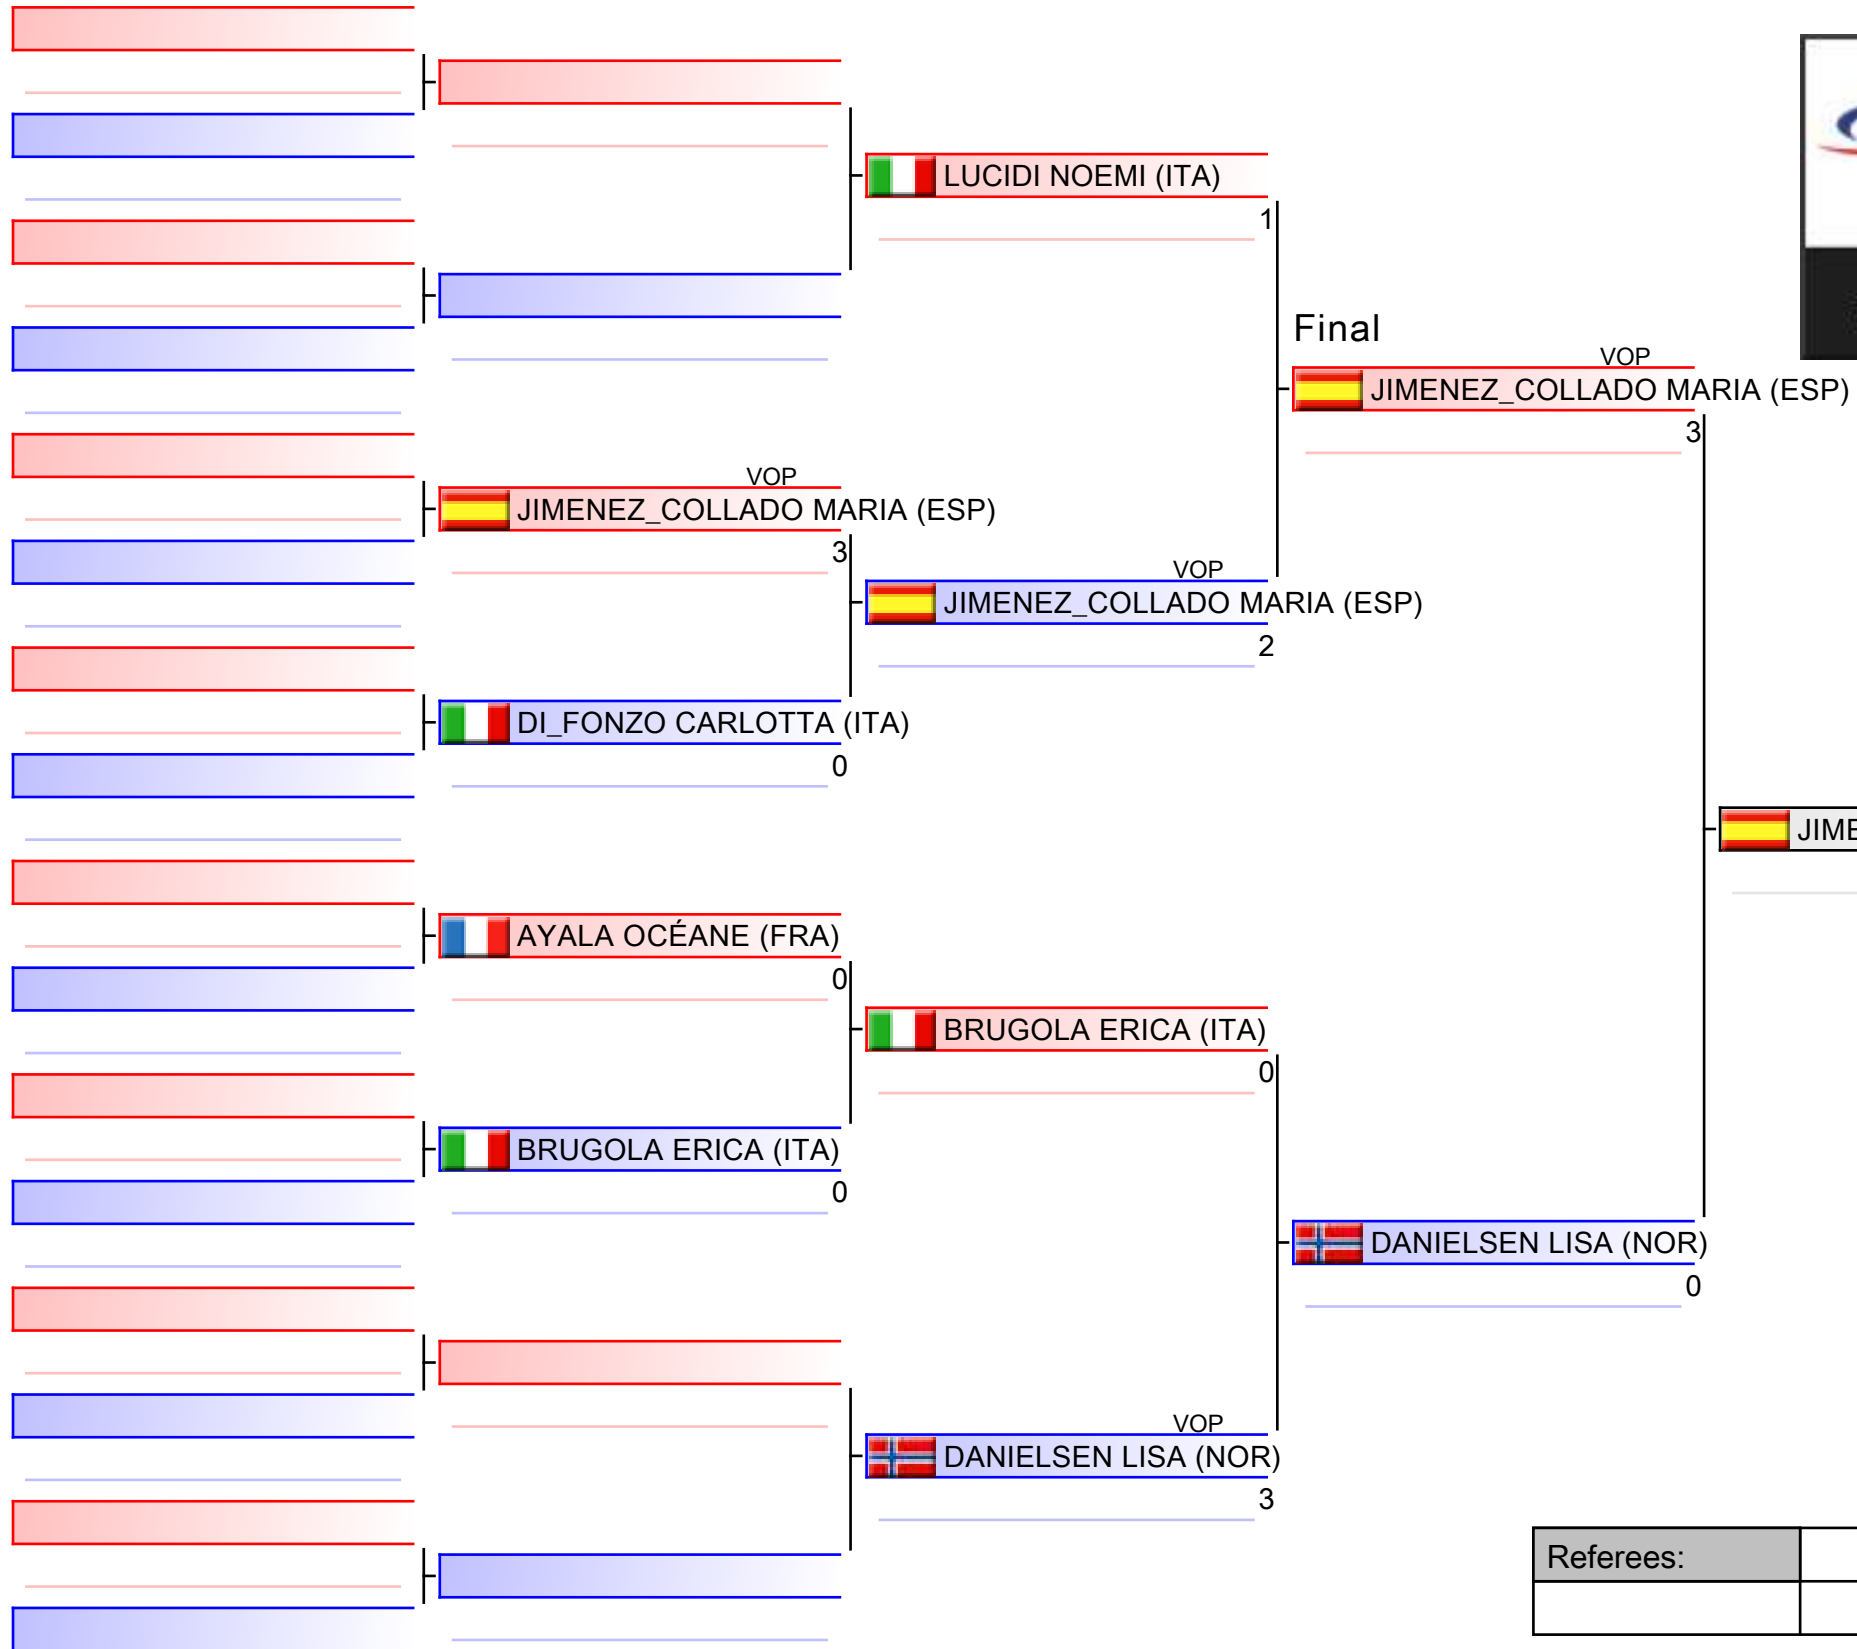 LUCIDI NOEMI (ITA)
1
Final
VOP
JIMENEZ_COLLADO MARIA (ESP)
3
VOP
JIMENEZ_COLLADO MARIA (ESP)
3
VOP
JIMENEZ_COLLADO MARIA (ESP)
2
DI_FONZO CARLOTTA (ITA)
0
JIME
AYALA OCÉANE (FRA)
0
BRUGOLA ERICA (ITA)
0
BRUGOLA ERICA (ITA)
0
DANIELSEN LISA (NOR)
0
VOP
DANIELSEN LISA (NOR)
3
Referees: